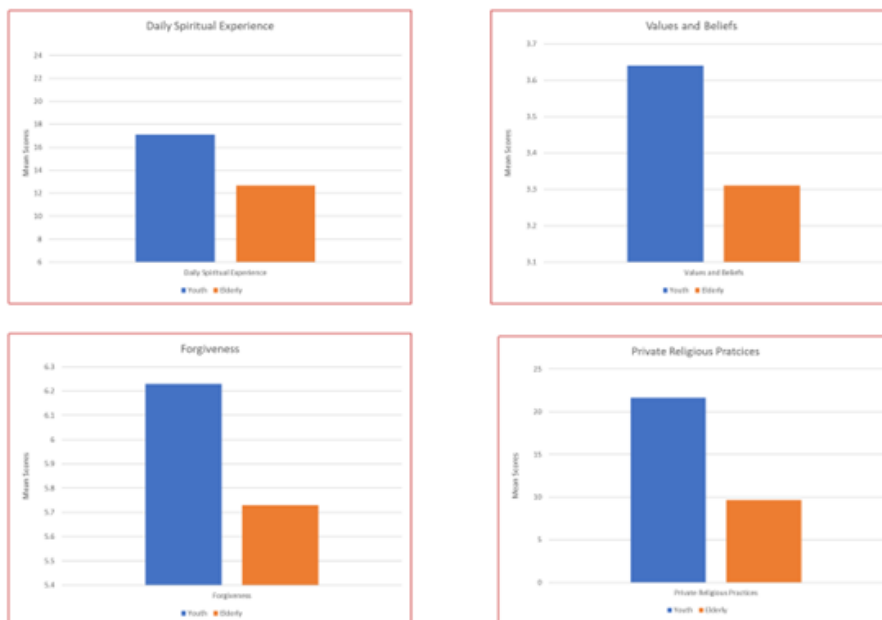 Daily Spiritual Experience
24
22
20
18
16
14
12
10
8
6
Mean Scores
Daily Spiritual Experience
Youth Elderly
Values and Beliefs
3.7
3.6
3.5
3.4
3.3
3.2
3.1
Mean Scores
Values and Beliefs
Youth Elderly
Forgiveness
6.3
6.2
6.1
6
5.9
5.8
5.7
5.6
5.5
5.4
Mean Scores
Forgiveness
Youth Elderly
Private Religious Pratcices
25
20
15
10
5
0
Mean Scores
Private Religious Practices
Youth Elderly